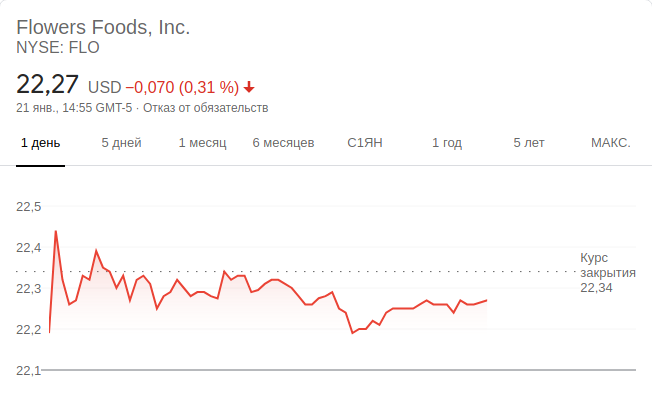 Flowers Foods, Inc.
NYSE: FLO
22,27 USD −0,070 (0,31 %)
21 янв., 14:55 GMT-5 · Отказ от обязательств
1 день 5 дней 1 месяц 6 месяцев С1ЯН 1 год 5 лет МАКС.
22,5
22,4
22,3
22,2
22,1
Курс
закрытия
22,34